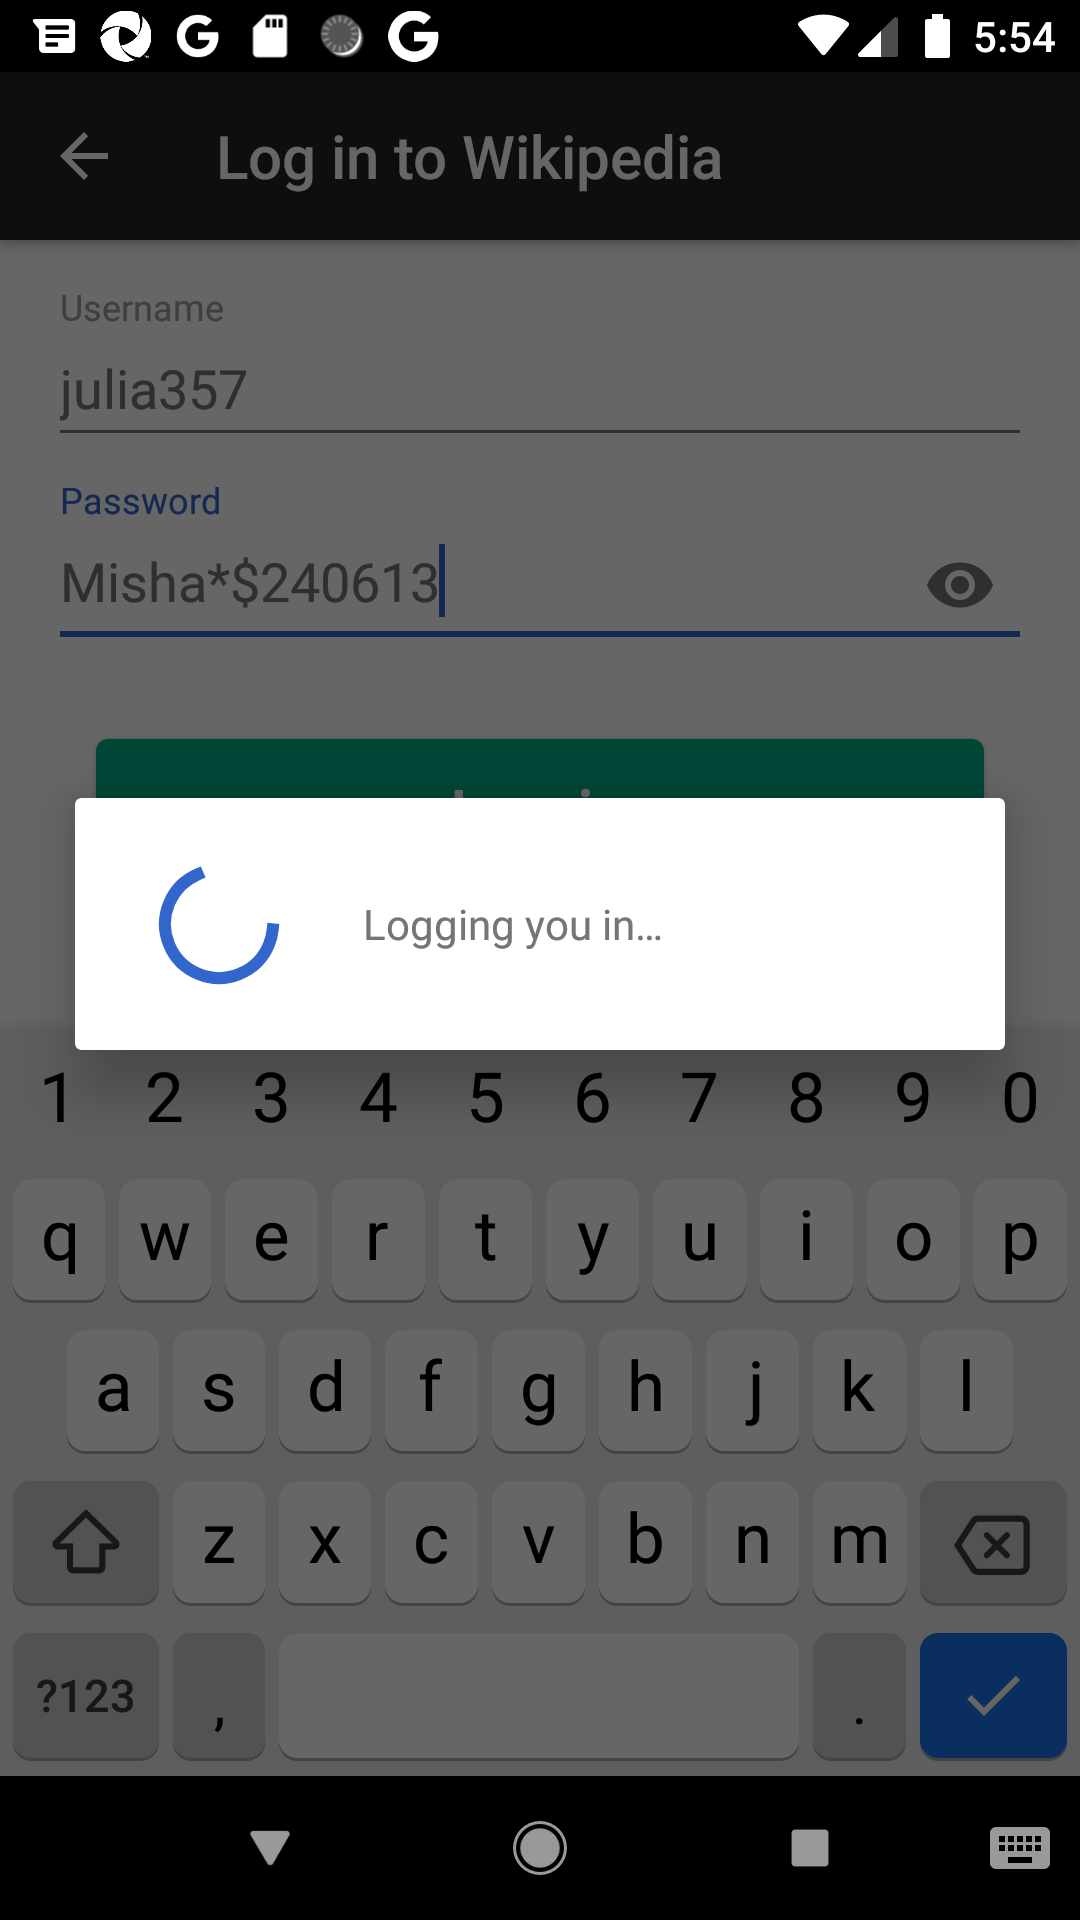 5:54
Log in to Wikipedia
Username
julia357
Password
Misha*$240613
Logging you in...
1 2 3 4 5 6 7 8 9 0
q w e r t y u i o p
a s d f g h j k l
z x c v b n m
?123 , .